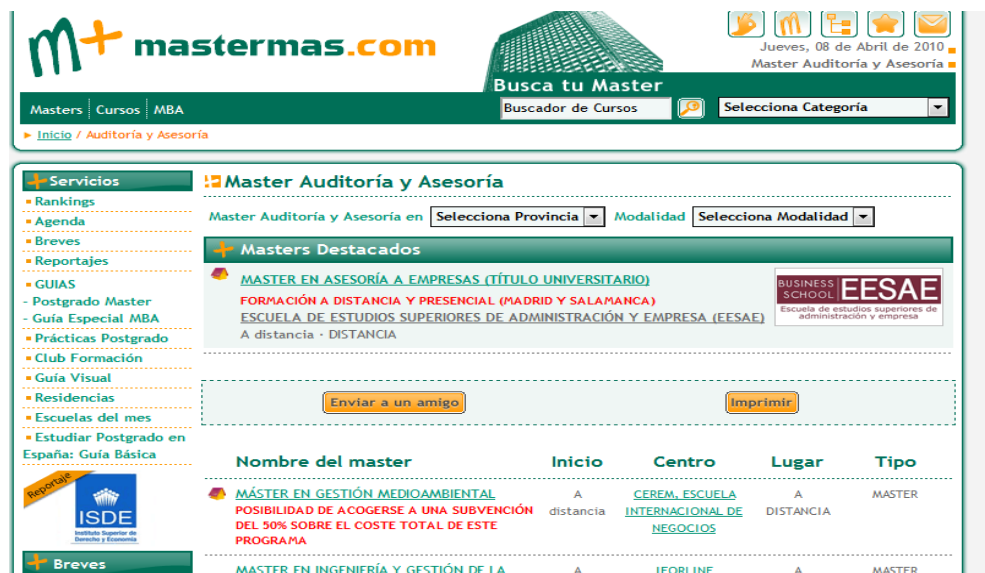 m+ mastermas.com
Jueves, 08 de Abril de 2010
Master Auditoría y Asesoría
Busca tu Master
Masters Cursos MBA
Buscador de Cursos
Selecciona Categoría
Inicio / Auditoría y Asesoría
Servicios
Rankings
Agenda
Breves
Reportajes
GUIAS
- Postgrado Master
- Guía Especial MBA
Prácticas Postgrado
Club Formación
Guía Visual
Residencias
Escuelas del mes
Estudiar Postgrado en
España: Guía Básica
Reportaje
ISDE
Instituto Superior de
Derecho y Economía
Breves
Master Auditoría y Asesoría
Master Auditoría y Asesoría en Selecciona Provincia Modalidad Selecciona Modalidad
Masters Destacados
MASTER EN ASESORÍA A EMPRESAS (TÍTULO UNIVERSITARIO)
FORMACIÓN A DISTANCIA Y PRESENCIAL (MADRID Y SALAMANCA)
ESCUELA DE ESTUDIOS SUPERIORES DE ADMINISTRACIÓN Y EMPRESA (EESAE)
A distancia · DISTANCIA
BUSINESS
SCHOOL EESAE
Escuela de estudios superiores de
administración y empresa
Enviar a un amigo
Imprimir
Nombre del master Inicio Centro Lugar Tipo
MÁSTER EN GESTIÓN MEDIOAMBIENTAL
POSIBILIDAD DE ACOGERSE A UNA SUBVENCIÓN
DEL 50% SOBRE EL COSTE TOTAL DE ESTE
PROGRAMA
A
distancia
CEREM, ESCUELA
INTERNACIONAL DE
NEGOCIOS
A
DISTANCIA
MASTER
MASTER EN INGENIERÍA Y GESTIÓN DE LA
A
A
MASTER